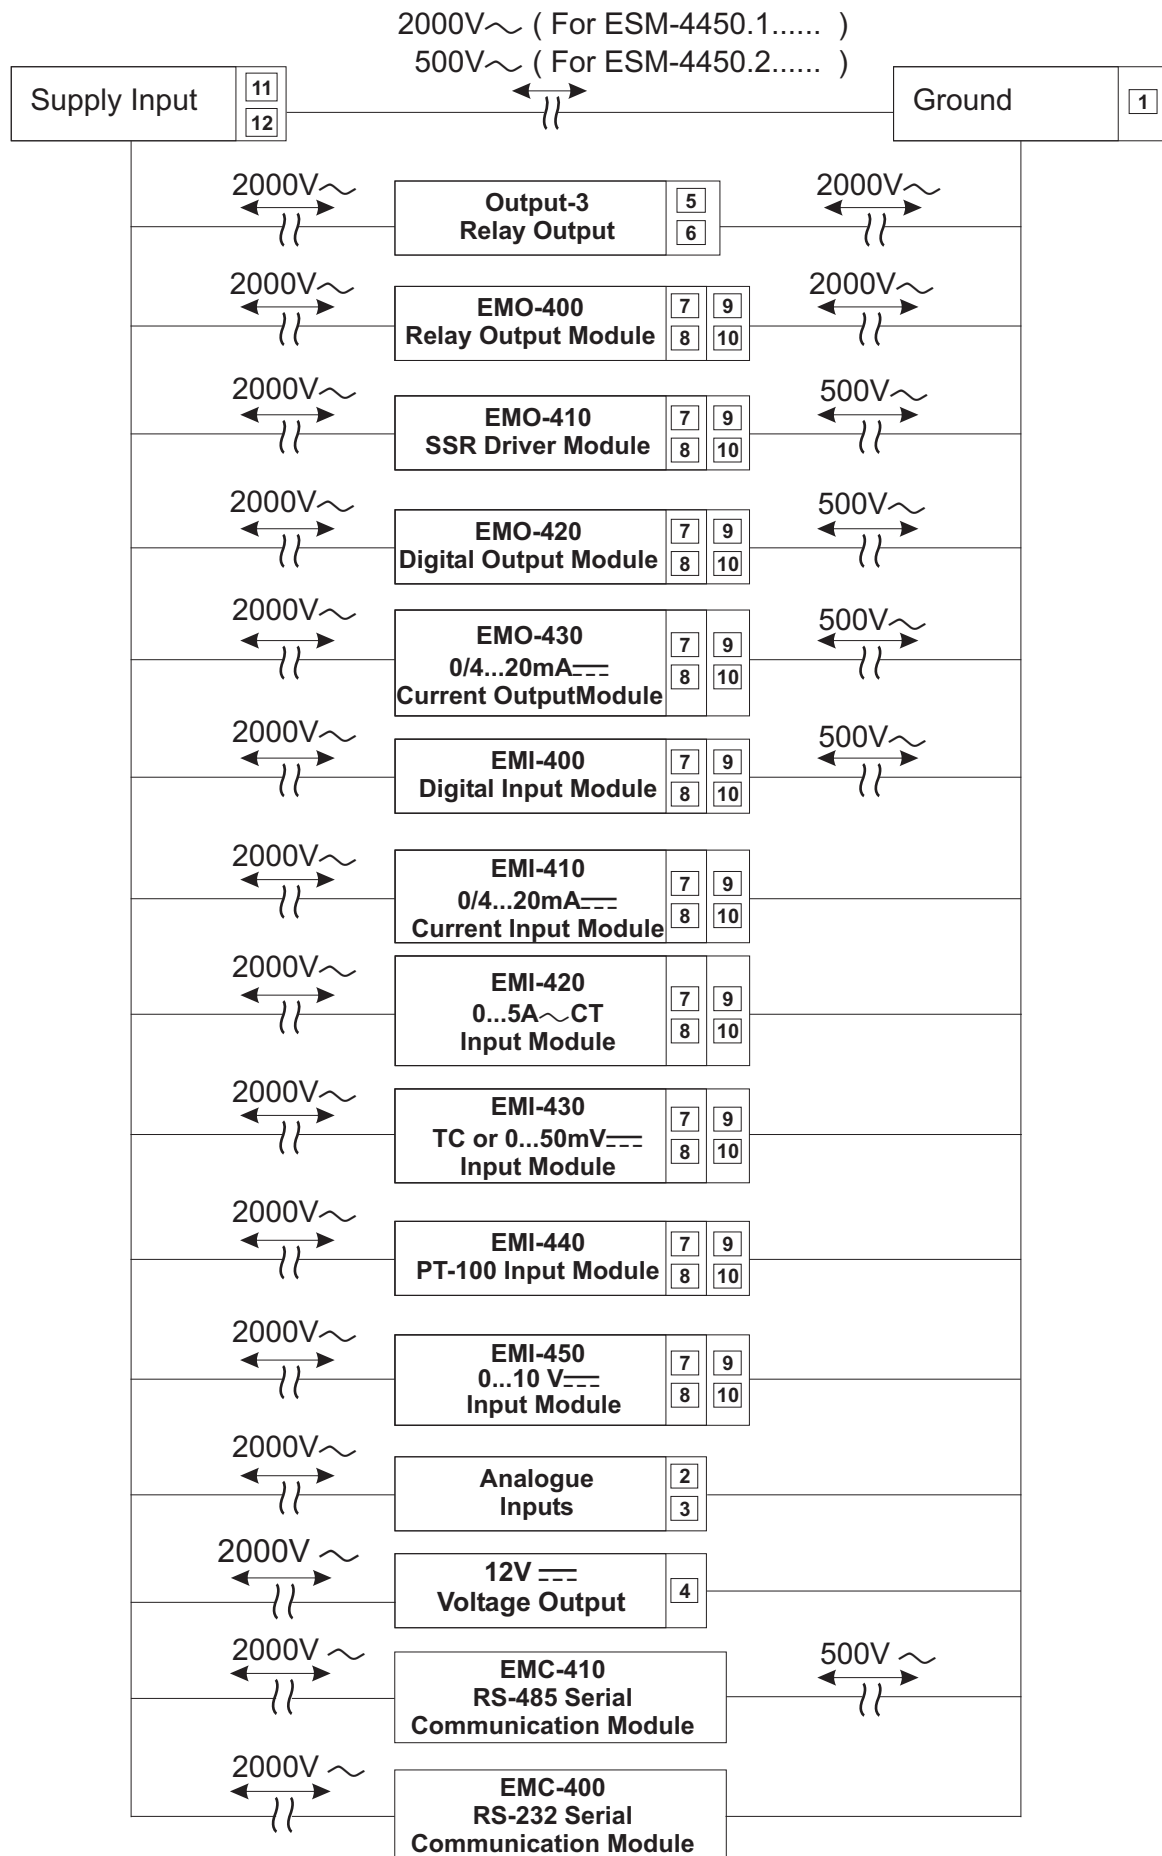 2000V～ ( For ESM-4450.1...... )
500V～ ( For ESM-4450.2...... )
Supply Input
11
12
Ground
1
2000V～
Output-3
Relay Output
5
6
2000V～
2000V～
EMO-400
Relay Output Module
7 9
8 10
2000V～
2000V～
EMO-410
SSR Driver Module
7 9
8 10
500V～
2000V～
EMO-420
Digital Output Module
7 9
8 10
500V～
2000V～
EMO-430
0/4...20mA⎓
Current OutputModule
7 9
8 10
500V～
2000V～
EMI-400
Digital Input Module
7 9
8 10
500V～
2000V～
EMI-410
0/4...20mA⎓
Current Input Module
7 9
8 10
2000V～
EMI-420
0...5A～CT
Input Module
7 9
8 10
2000V～
EMI-430
TC or 0...50mV⎓
Input Module
7 9
8 10
2000V～
EMI-440
PT-100 Input Module
7 9
8 10
2000V～
EMI-450
0...10 V⎓
Input Module
7 9
8 10
2000V～
Analogue
Inputs
2
3
2000V ～
12V ⎓
Voltage Output
4
2000V ～
EMC-410
RS-485 Serial
Communication Module
500V ～
2000V ～
EMC-400
RS-232 Serial
Communication Module